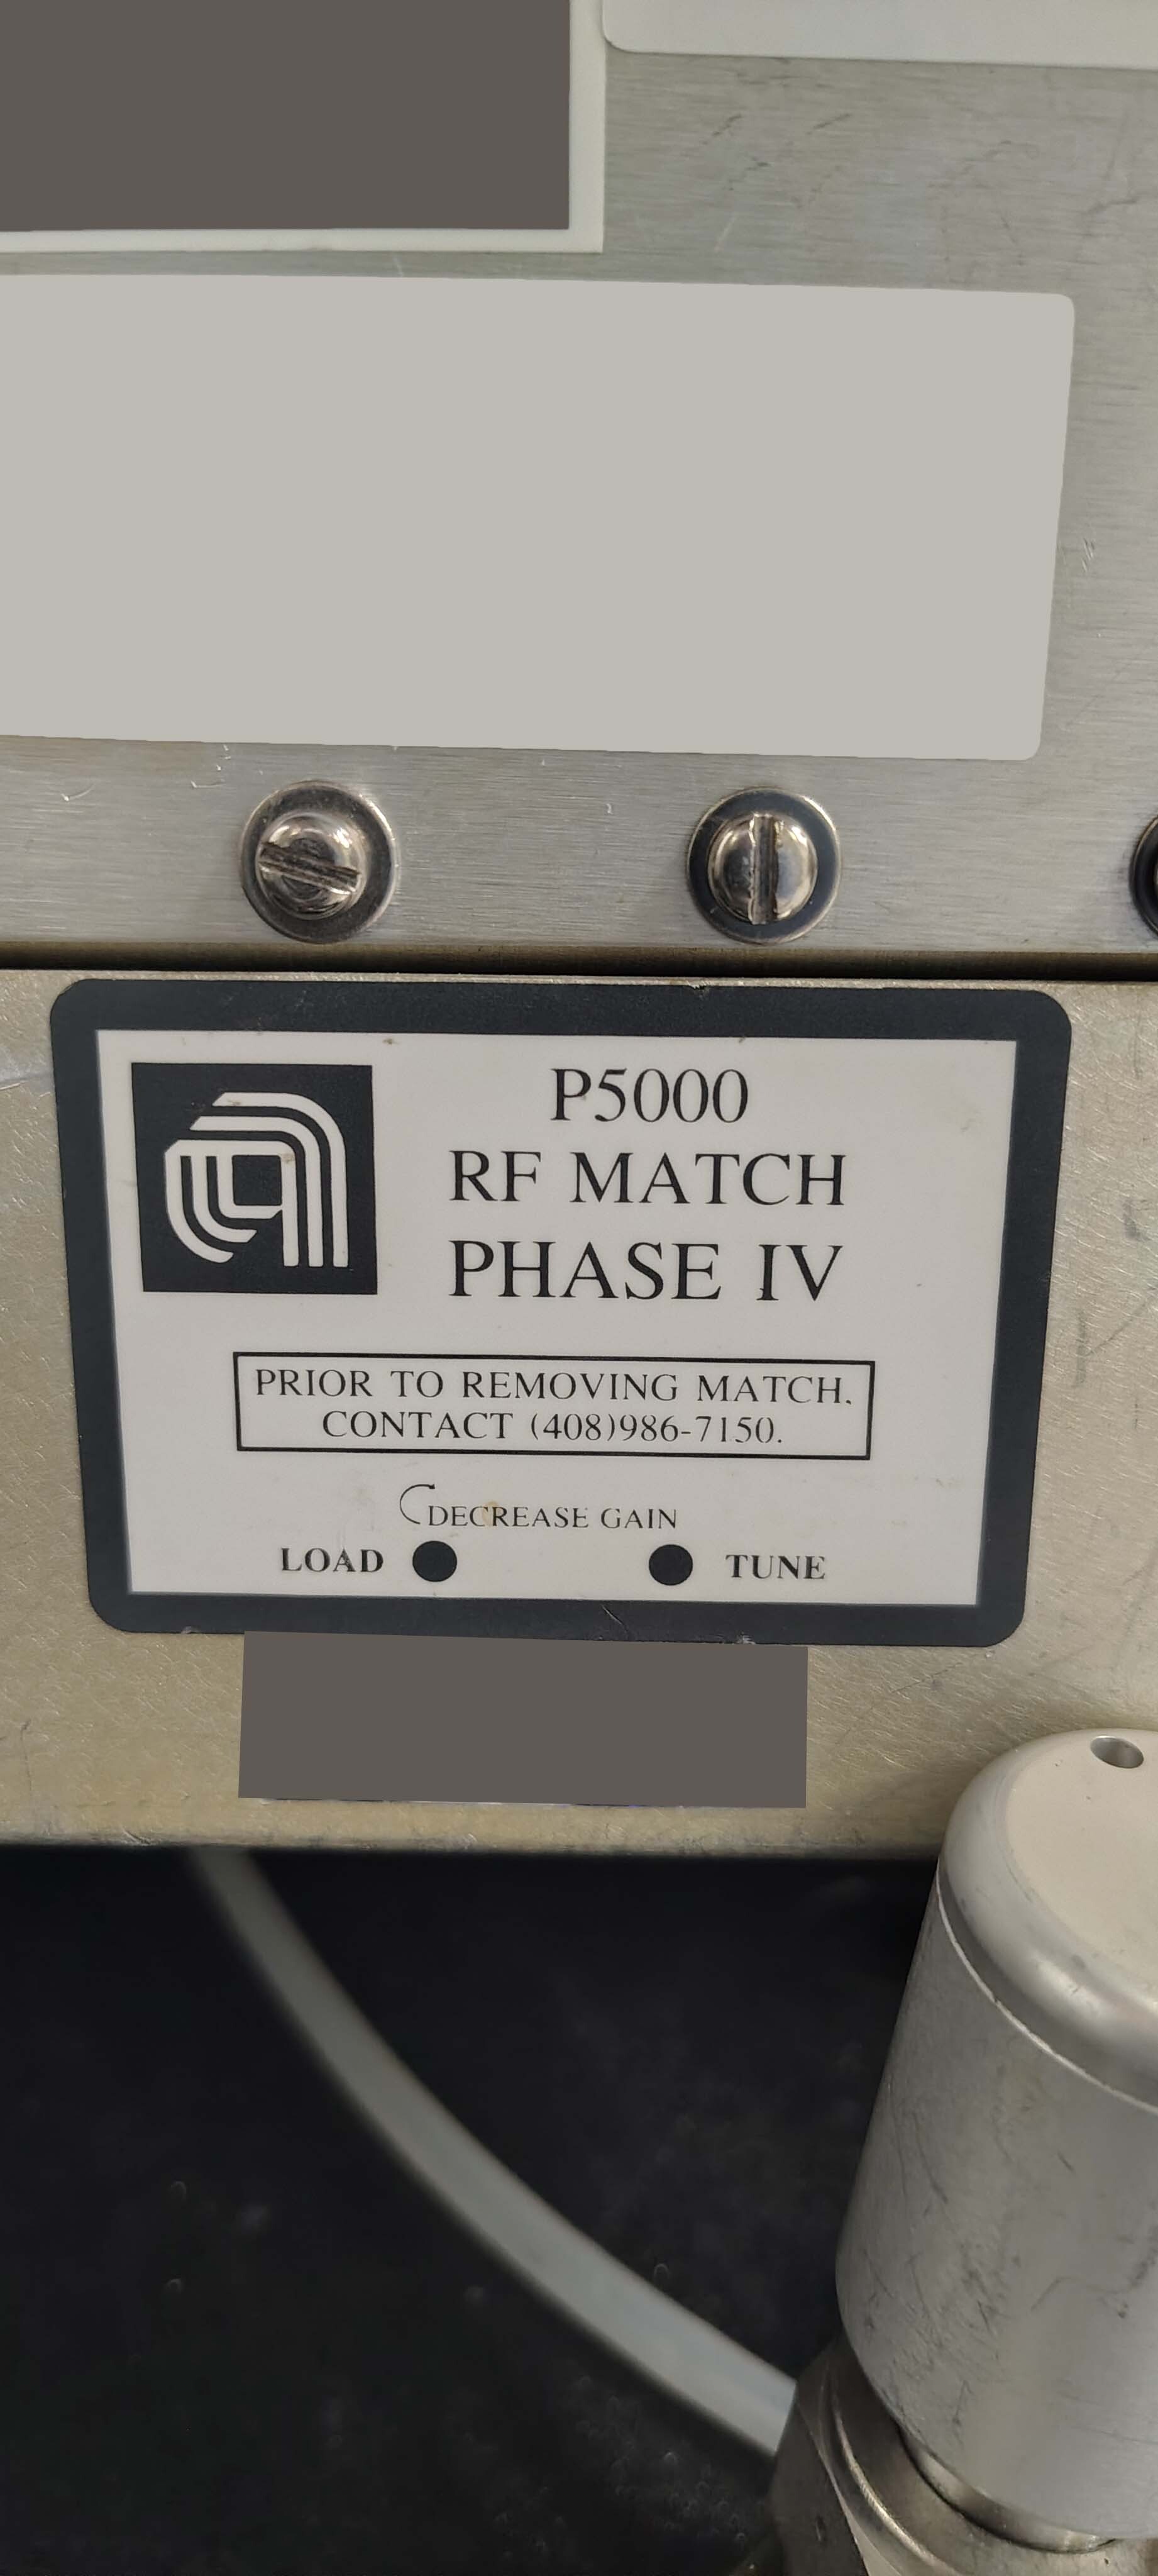 P5000
RF MATCH
PHASE IV
PRIOR TO REMOVING MATCH,
CONTACT (408)986-7150.
DECREASE GAIN
LOAD TUNE